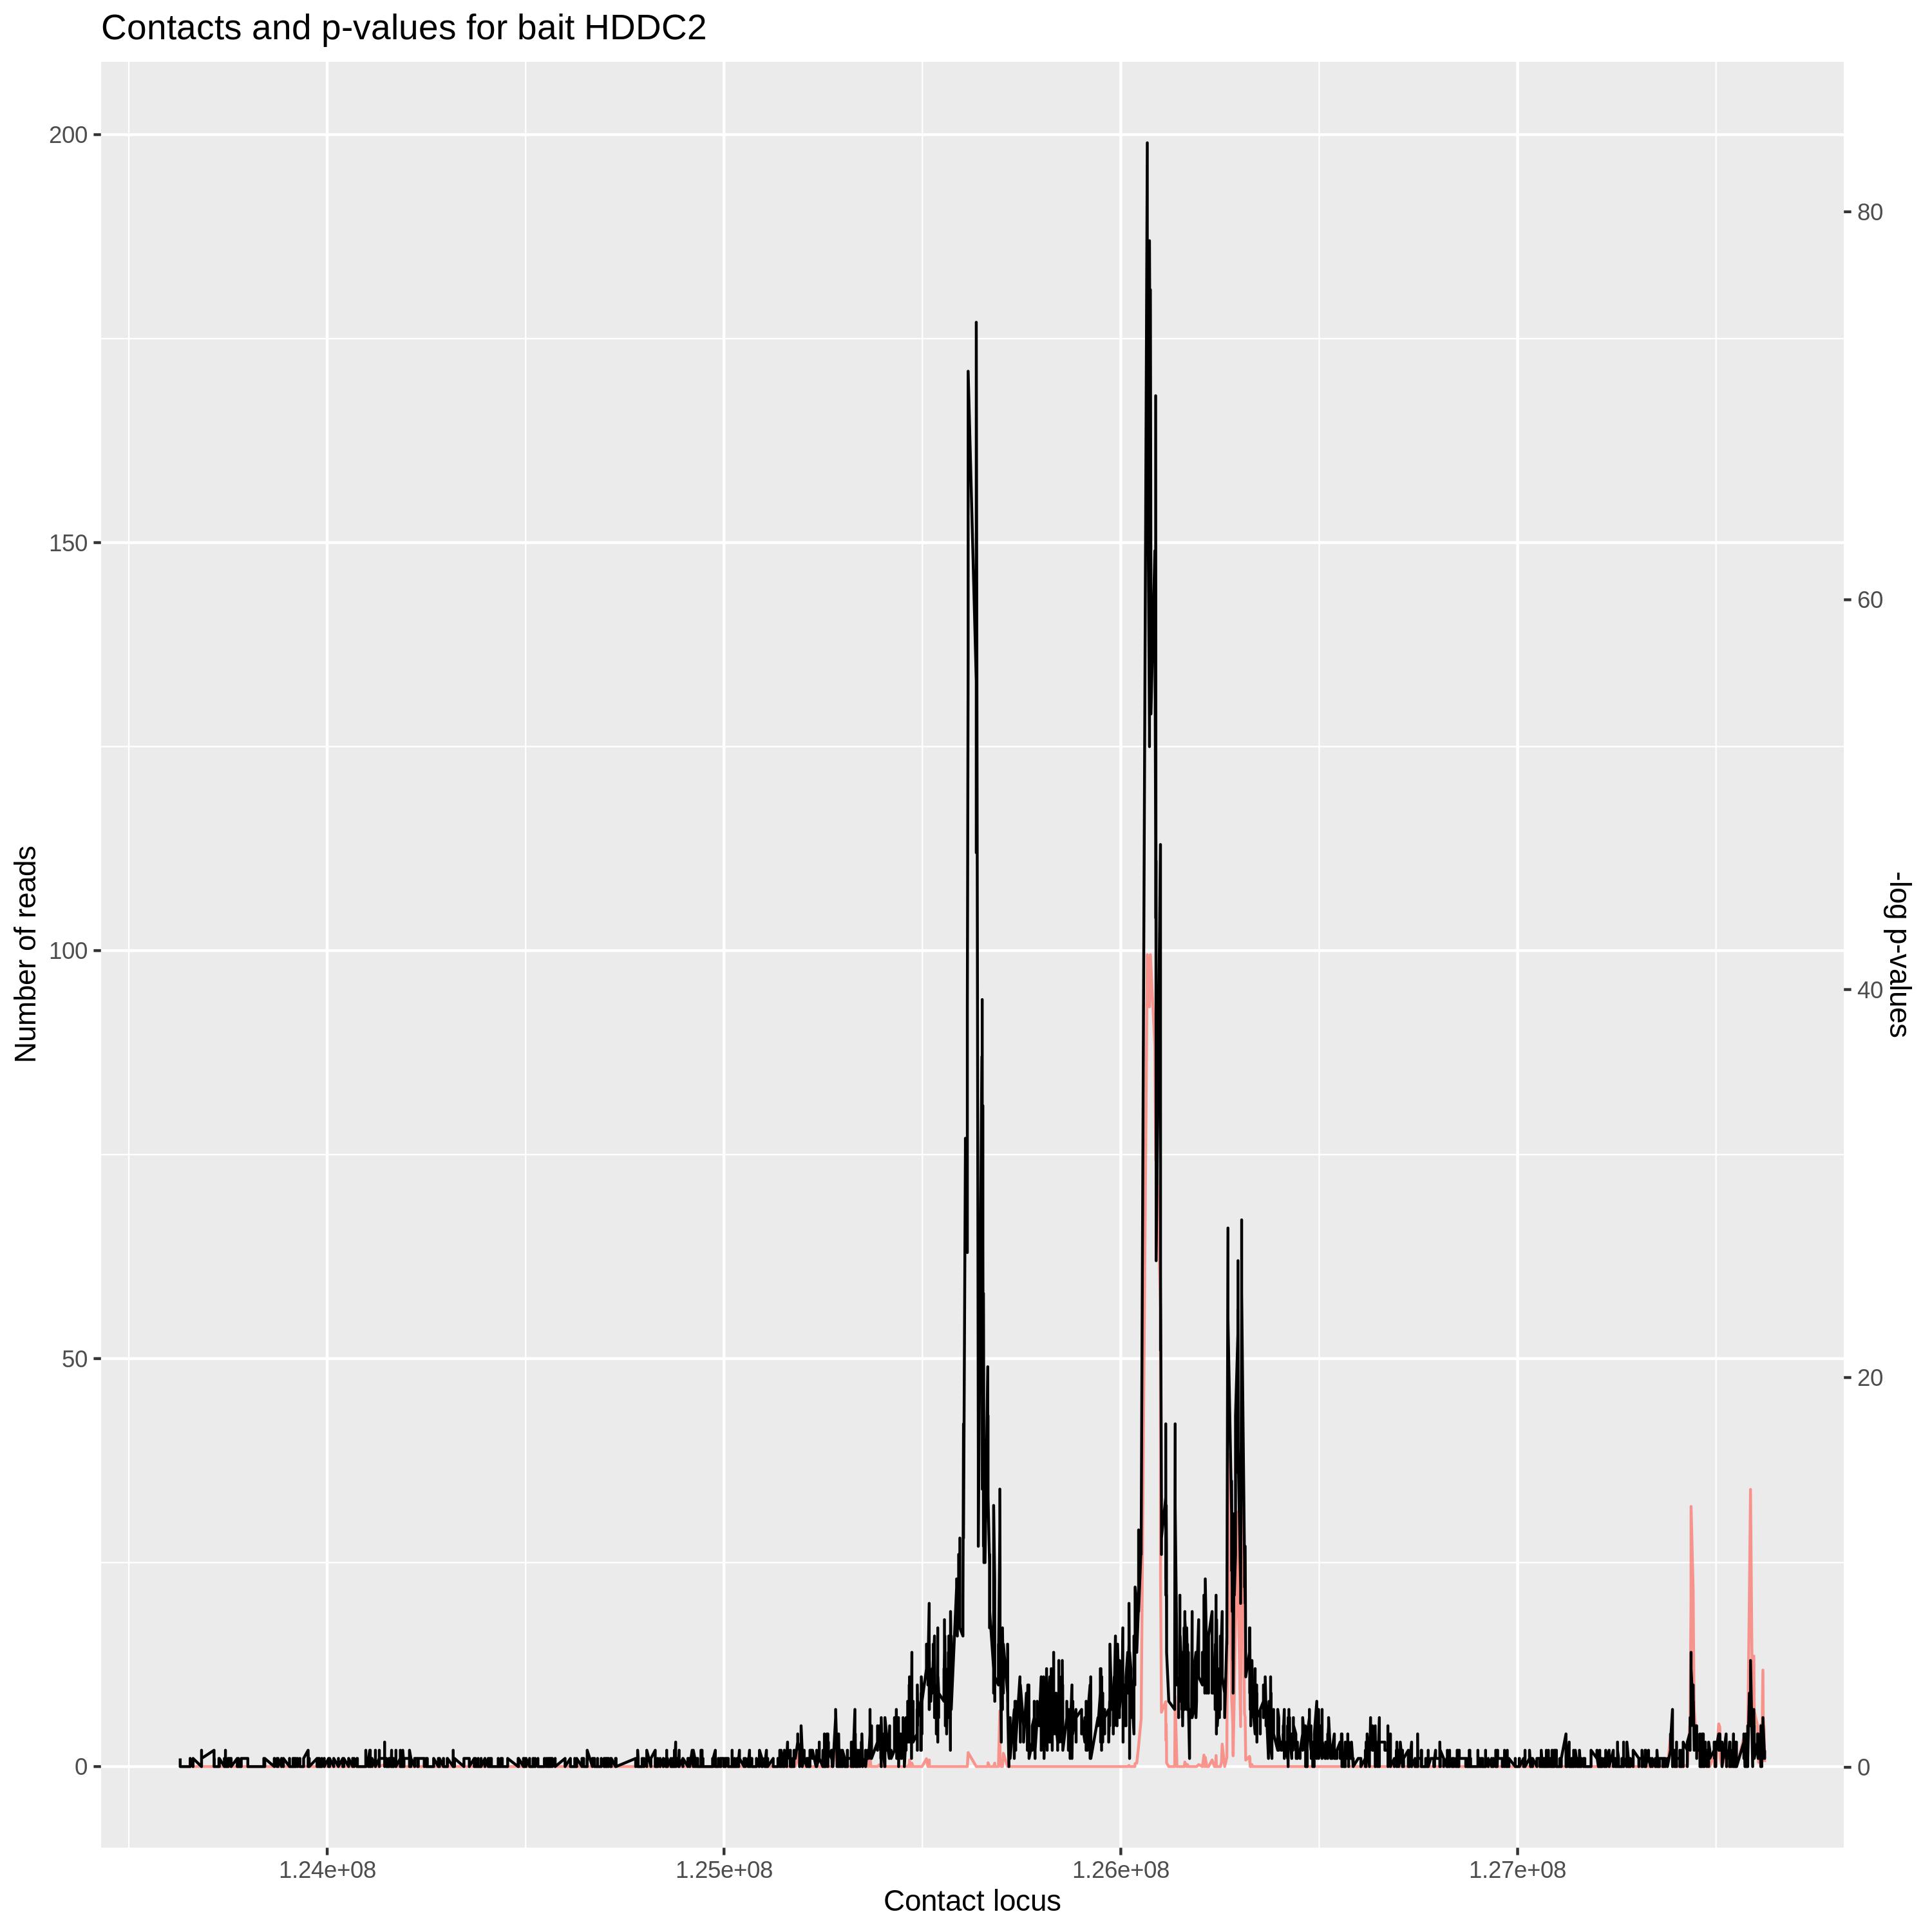 Contacts and p-values for bait HDDC2
200
150
100
50
0
Number of reads
80
60
40
20
0
-log p-values
1.24e+08
1.25e+08
1.26e+08
1.27e+08
Contact locus